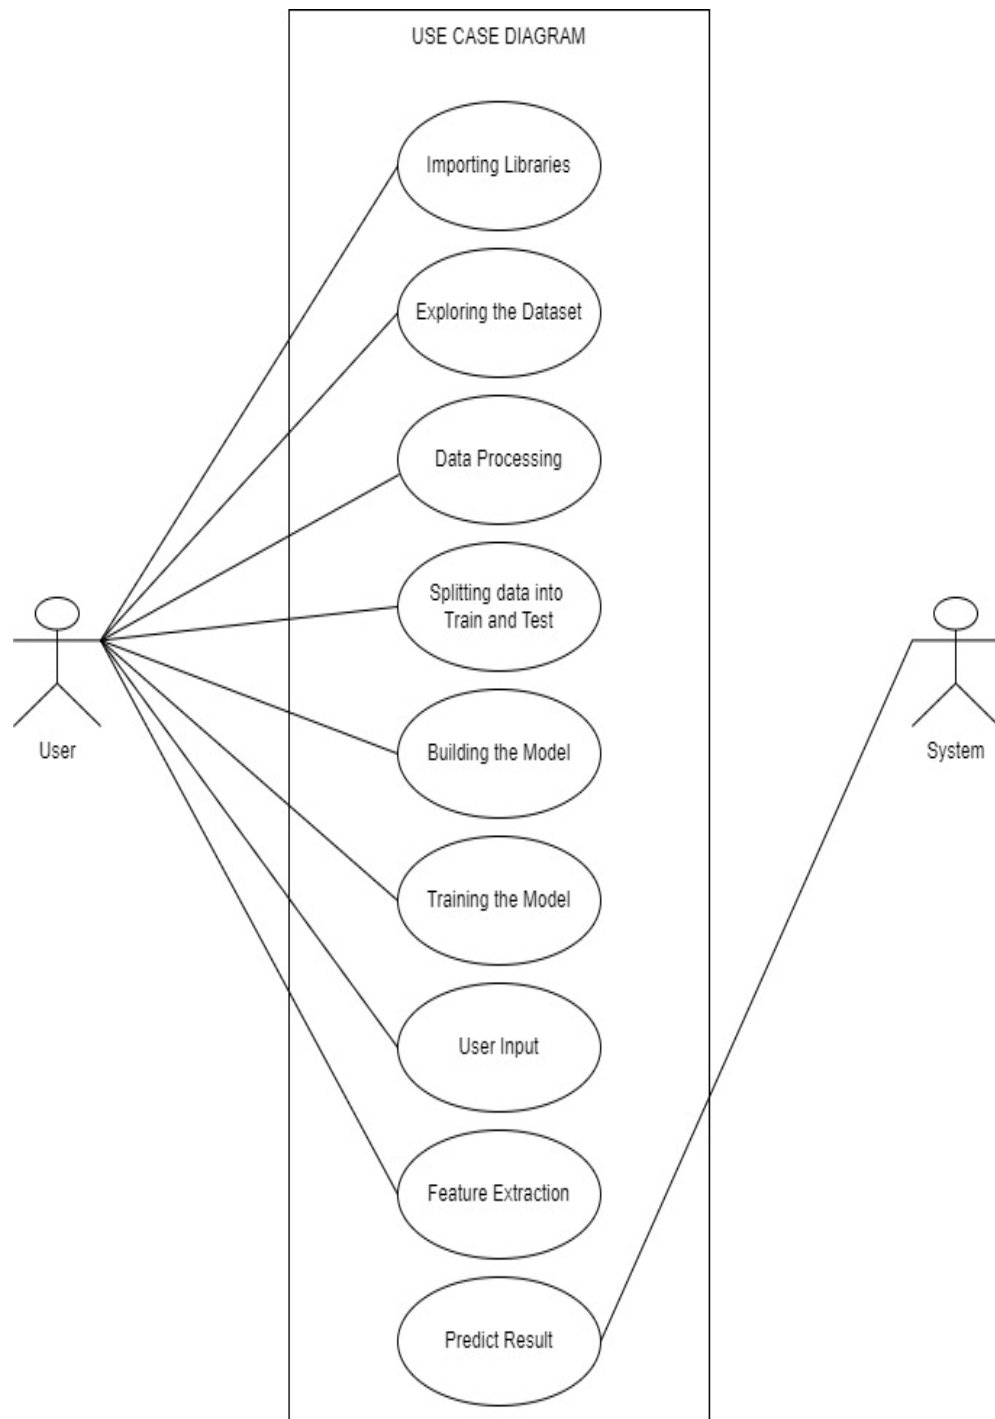 USE CASE DIAGRAM
Importing Libraries
Exploring the Dataset
Data Processing
Splitting data into
Train and Test
User
System
Building the Model
Training the Model
User Input
Feature Extraction
Predict Result